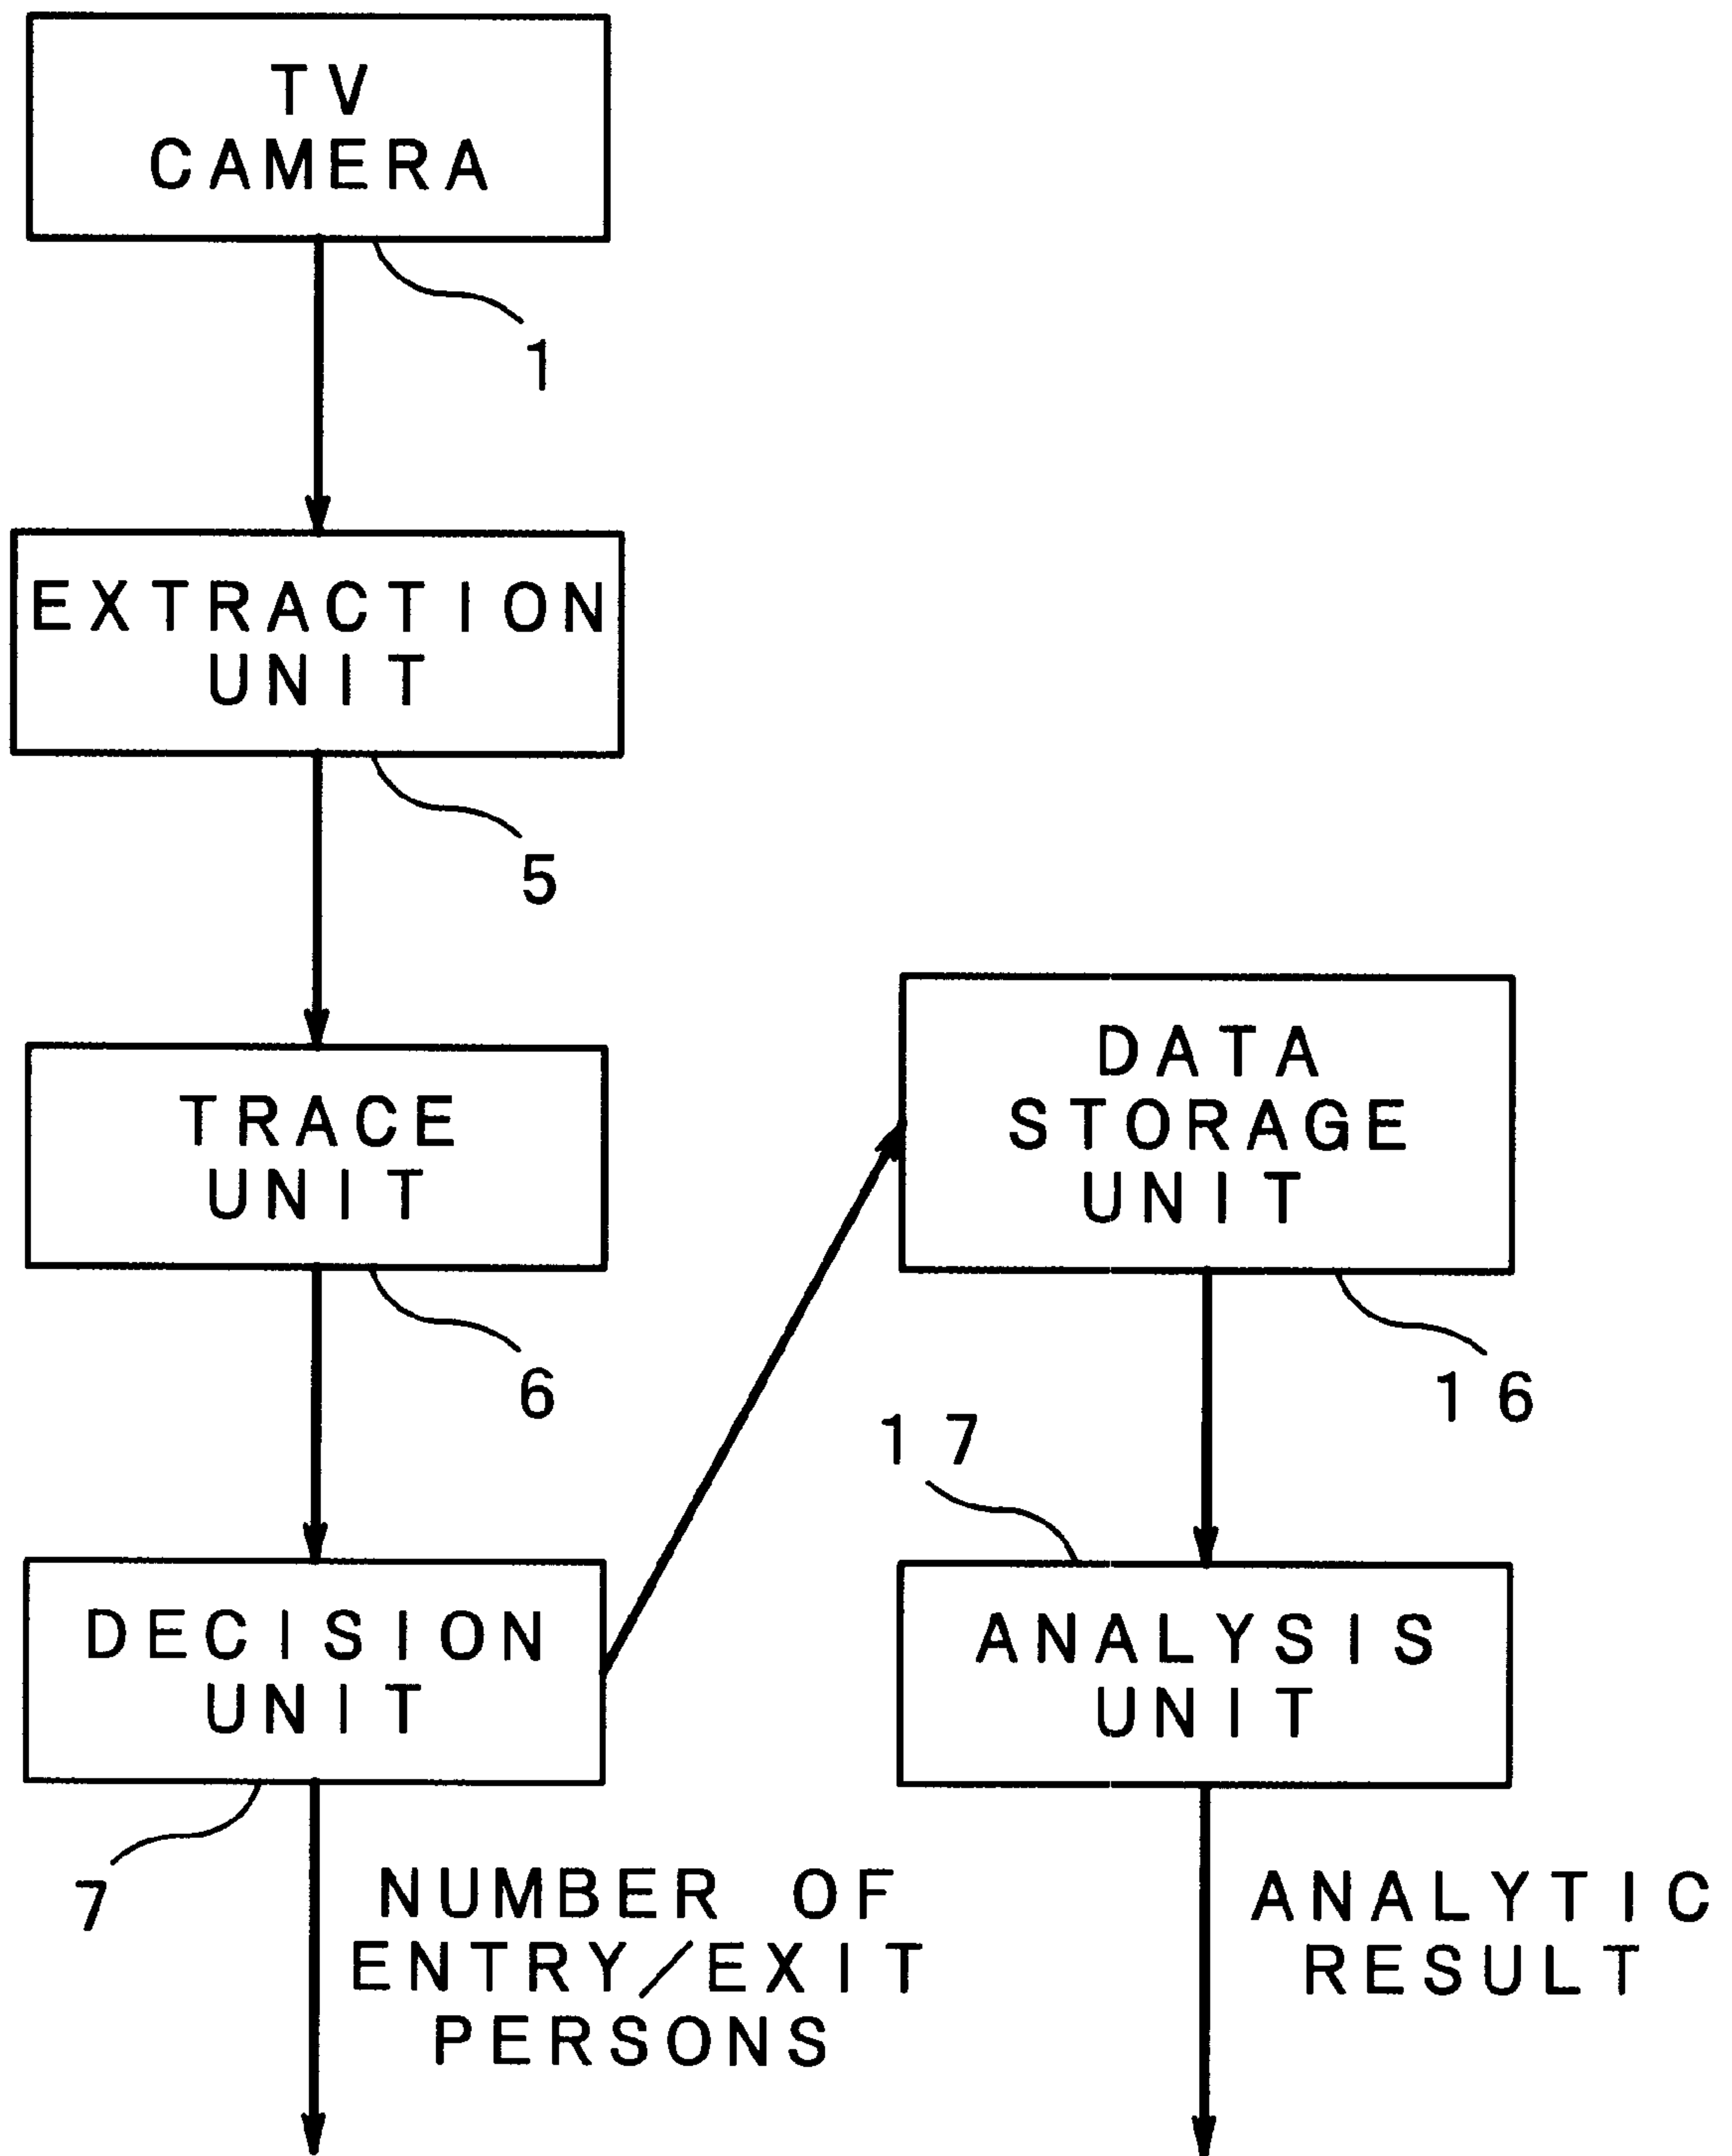 TV
CAMERA
1
EXTRACTION
UNIT
5
TRACE
UNIT
6
DECISION
UNIT
7
NUMBER OF
ENTRY/EXIT
PERSONS
DATA
STORAGE
UNIT
16
17
ANALYSIS
UNIT
ANALYTIC
RESULT